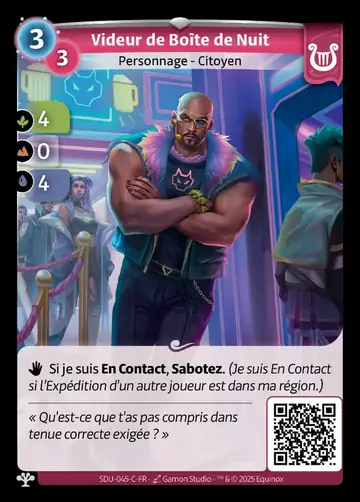 3
Videur de Boîte de Nuit
3
Personnage - Citoyen
4
0
4
Si je suis En Contact, Sabotez. (Je suis En Contact
si l'Expédition d'un autre joueur est dans ma région.)
« Qu'est-ce que t'as pas compris dans
tenue correcte exigée ? »
SDU-045-C-FR - Gamon Studio - ™ & © 2025 Equinox